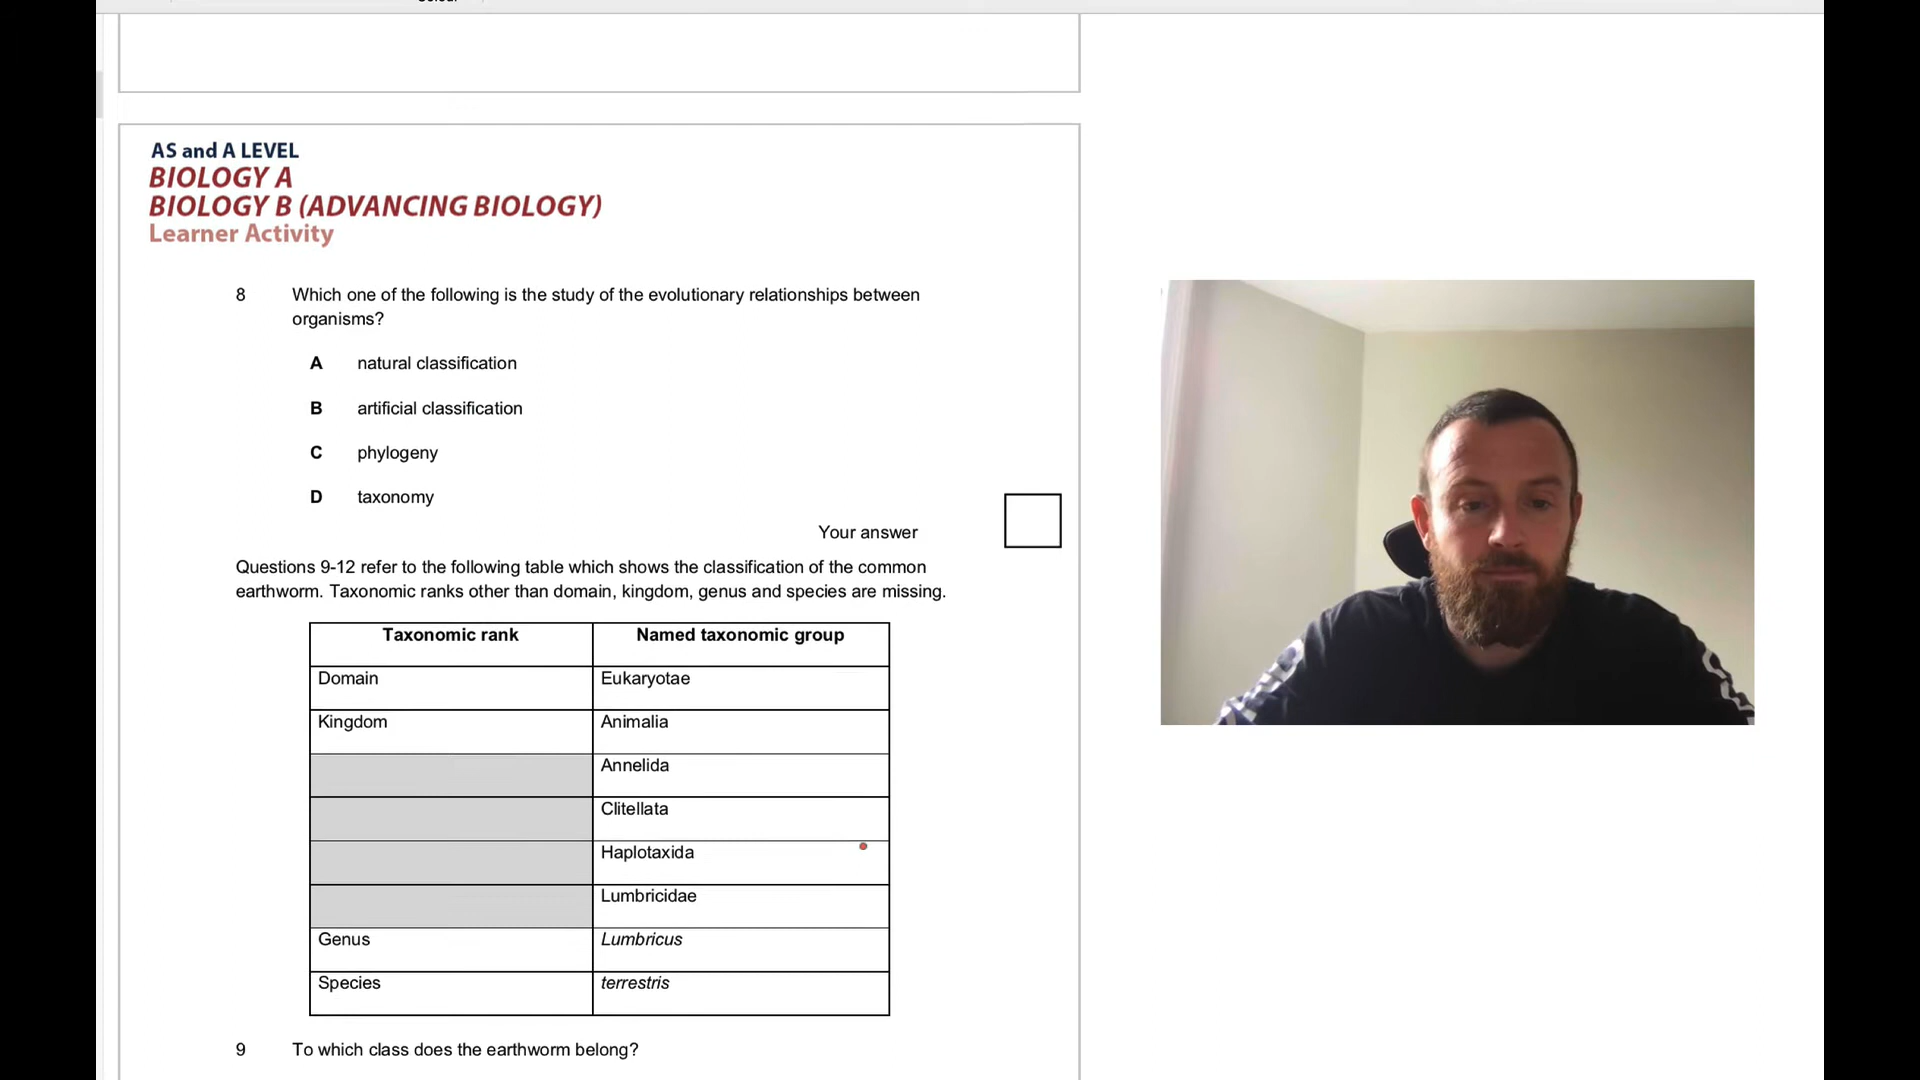 AS and A LEVEL
BIOLOGY A
BIOLOGY B (ADVANCING BIOLOGY)
Learner Activity
8 Which one of the following is the study of the evolutionary relationships between
organisms?
A natural classification
B artificial classification
C phylogeny
D taxonomy
Your answer
Questions 9-12 refer to the following table which shows the classification of the common
earthworm. Taxonomic ranks other than domain, kingdom, genus and species are missing.
Taxonomic rank Named taxonomic group
Domain Eukaryotae
Kingdom Animalia
Annelida
Clitellata
Haplotaxida
Lumbricidae
Genus Lumbricus
Species terrestris
9 To which class does the earthworm belong?